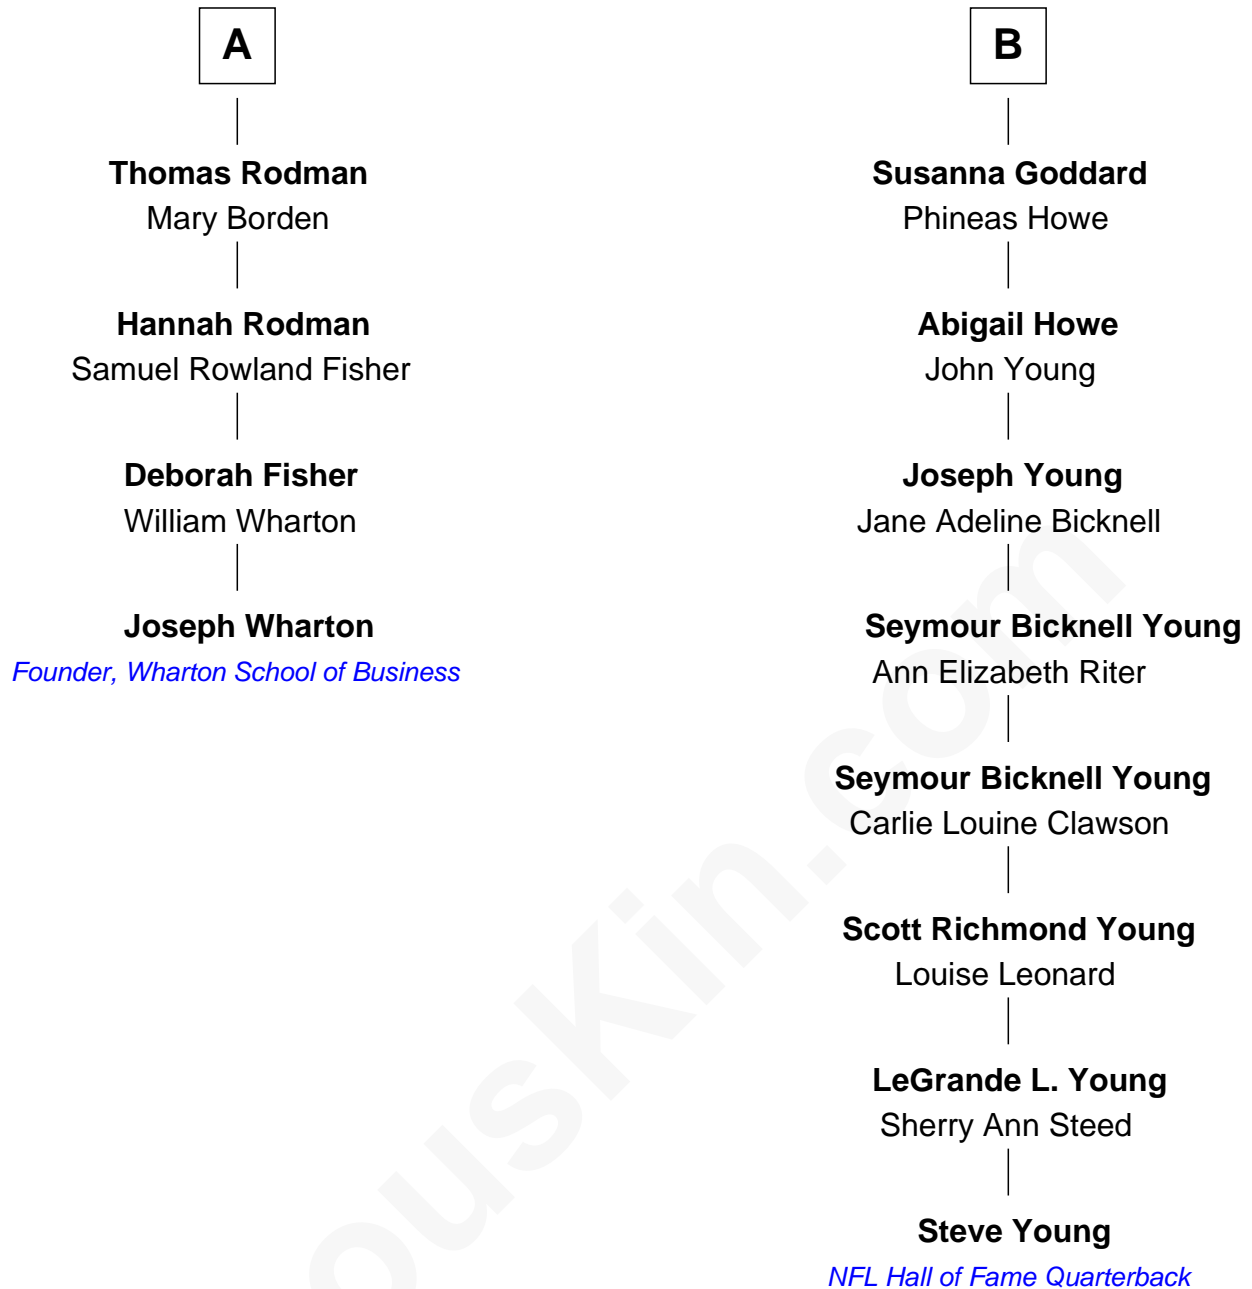 A
Thomas Rodman
Mary Borden
Hannah Rodman
Samuel Rowland Fisher
Deborah Fisher
William Wharton
Joseph Wharton
Founder, Wharton School of Business
B
Susanna Goddard
Phineas Howe
Abigail Howe
John Young
Joseph Young
Jane Adeline Bicknell
Seymour Bicknell Young
Ann Elizabeth Riter
Seymour Bicknell Young
Carlie Louine Clawson
Scott Richmond Young
Louise Leonard
LeGrande L. Young
Sherry Ann Steed
Steve Young
NFL Hall of Fame Quarterback
ousKin.com